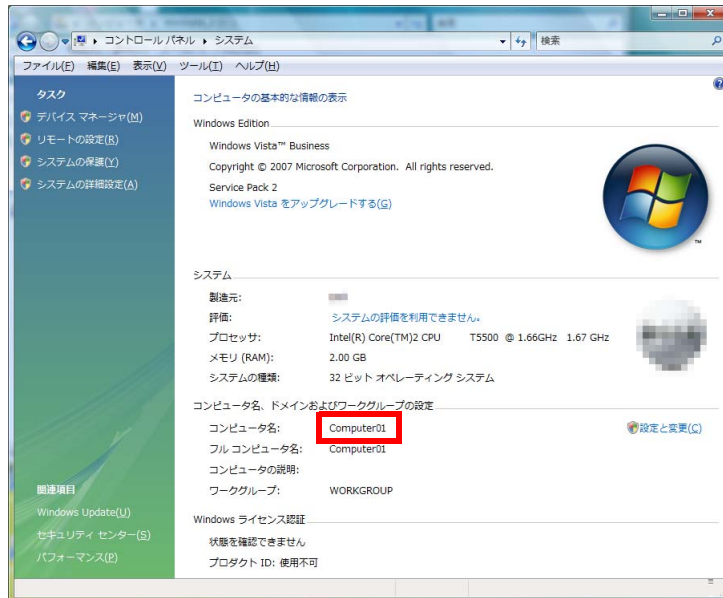 コントロール パネル ▸ システム
検索
ファイル(F) 編集(E) 表示(V) ツール(T) ヘルプ(H)
タスク
デバイス マネージャ(M)
リモートの設定(R)
システムの保護(Y)
システムの詳細設定(A)
関連項目
Windows Update(U)
セキュリティ センター(S)
パフォーマンス(P)
コンピュータの基本的な情報の表示
Windows Edition
Windows Vista™ Business
Copyright © 2007 Microsoft Corporation. All rights reserved.
Service Pack 2
Windows Vista をアップグレードする(G)
TM
システム
製造元:
評価: システムの評価を利用できません。
プロセッサ: Intel(R) Core(TM)2 CPU T5500 @ 1.66GHz 1.67 GHz
メモリ (RAM): 2.00 GB
システムの種類: 32 ビット オペレーティング システム
コンピュータ名、ドメインおよびワークグループの設定
コンピュータ名: Computer01 設定と変更(C)
フル コンピュータ名: Computer01
コンピュータの説明:
ワークグループ: WORKGROUP
Windows ライセンス認証
状態を確認できません
プロダクト ID: 使用不可